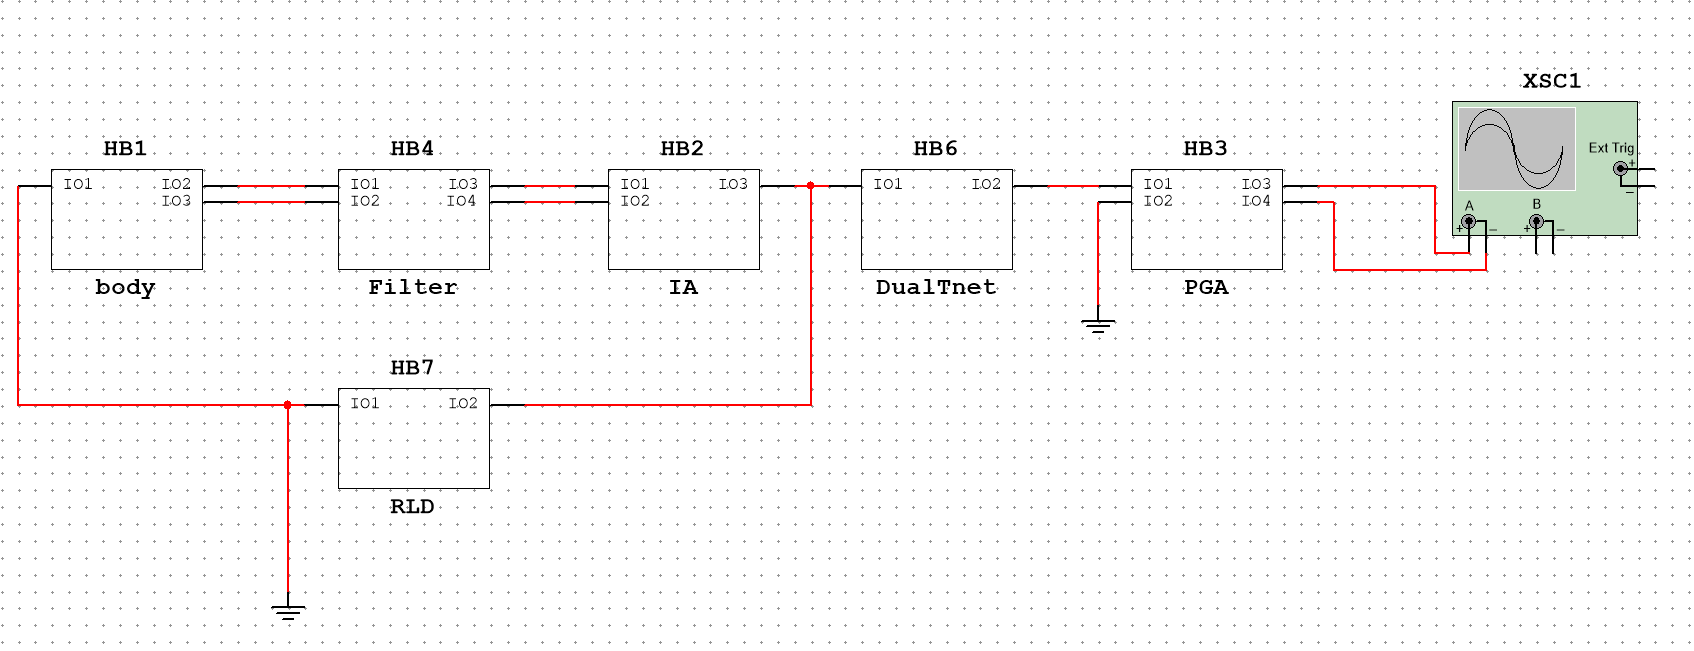 XSC1
HB1
HB4
HB2
HB6
HB3
Ext Trig
+
_
A
B
+ _ + _
IO1 IO2
IO3
IO1 IO3
IO2 IO4
IO1 IO3
IO2
IO1 IO2
IO1 IO3
IO2 IO4
body
Filter
IA
DualTnet
PGA
HB7
IO1 IO2
RLD